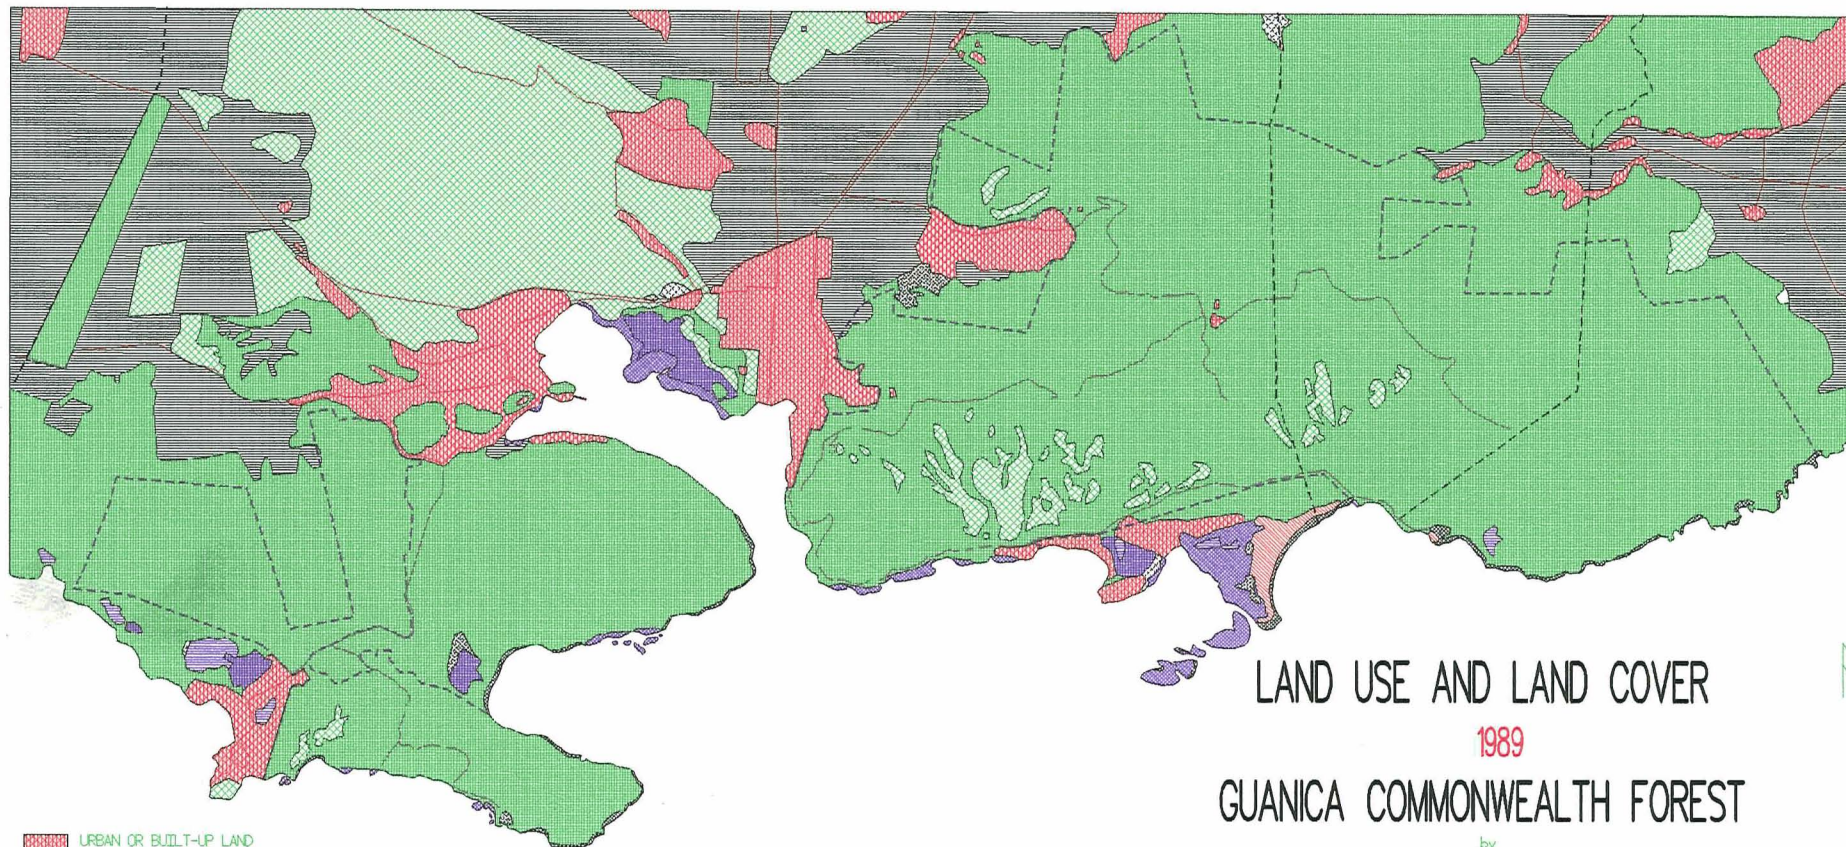 LAND USE AND LAND COVER
1989
GUANICA COMMONWEALTH FOREST
by
URBAN OR BUILT-UP LAND